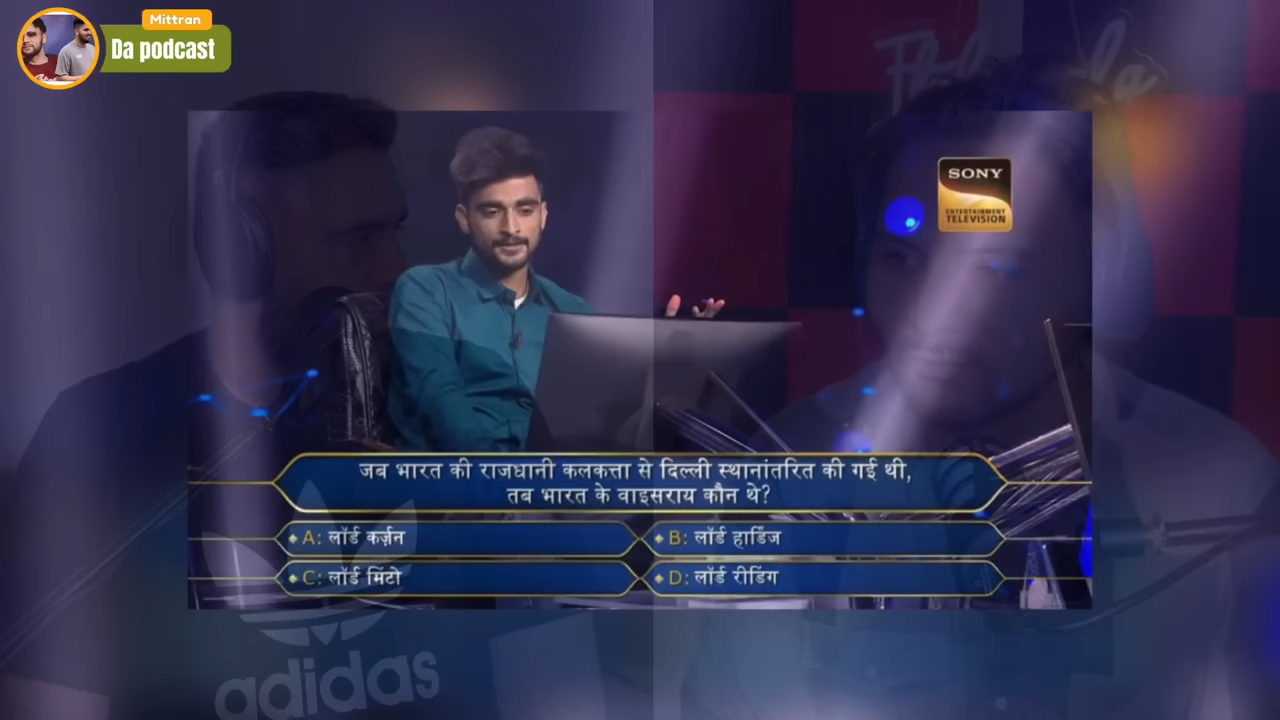 Mittran
Da podcast
SONY
ENTERTAINMENT
TELEVISION
जब भारत की राजधानी कलकत्ता से दिल्ली स्थानांतरित की गई थी,
तब भारत के वाइसराय कौन थे?
A: लॉर्ड कर्ज़न
B: लॉर्ड हार्डिंज
C: लॉर्ड मिंटो
D: लॉर्ड रीडिंग
adidas